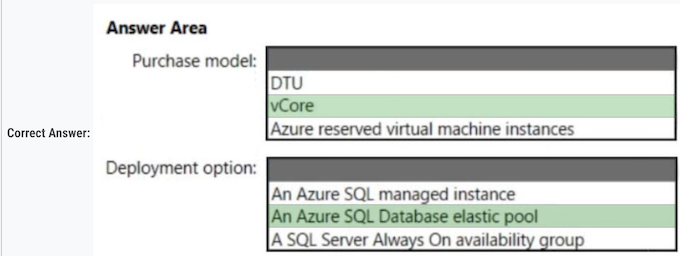 Answer Area
Purchase model:
DTU
vCore
Azure reserved virtual machine instances
Correct Answer:
Deployment option:
An Azure SQL managed instance
An Azure SQL Database elastic pool
A SQL Server Always On availability group